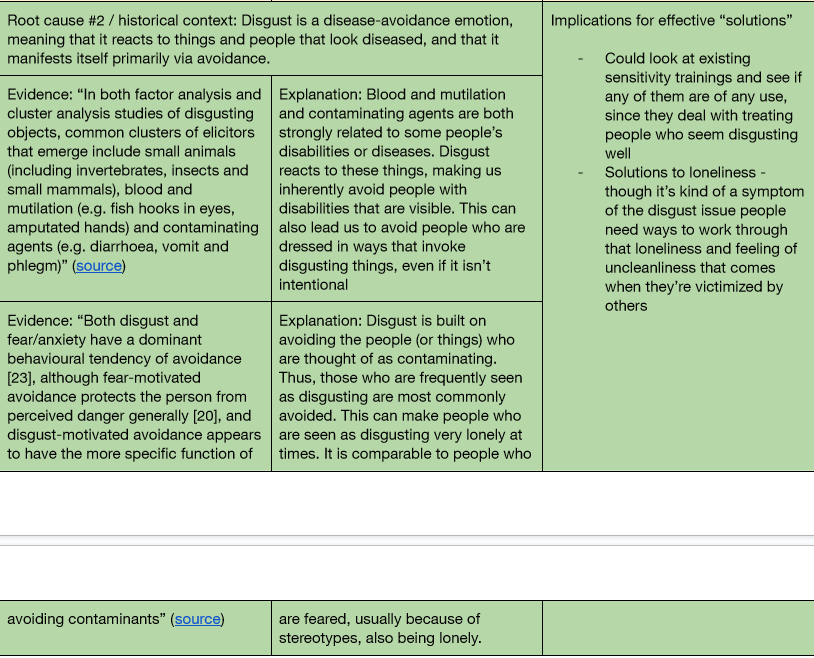 Root cause #2 / historical context: Disgust is a disease-avoidance emotion,
meaning that it reacts to things and people that look diseased, and that it
manifests itself primarily via avoidance.
Evidence: “In both factor analysis and
cluster analysis studies of disgusting
objects, common clusters of elicitors
that emerge include small animals
(including invertebrates, insects and
small mammals), blood and
mutilation (e.g. fish hooks in eyes,
amputated hands) and contaminating
agents (e.g. diarrhoea, vomit and
phlegm)” (source)
Explanation: Blood and mutilation
and contaminating agents are both
strongly related to some people’s
disabilities or diseases. Disgust
reacts to these things, making us
inherently avoid people with
disabilities that are visible. This can
also lead us to avoid people who are
dressed in ways that invoke
disgusting things, even if it isn’t
intentional
Implications for effective “solutions”
- Could look at existing
sensitivity trainings and see if
any of them are of any use,
since they deal with treating
people who seem disgusting
well
- Solutions to loneliness -
though it’s kind of a symptom
of the disgust issue people
need ways to work through
that loneliness and feeling of
uncleanliness that comes
when they’re victimized by
others
Evidence: “Both disgust and
fear/anxiety have a dominant
behavioural tendency of avoidance
[23], although fear-motivated
avoidance protects the person from
perceived danger generally [20], and
disgust-motivated avoidance appears
to have the more specific function of
avoiding contaminants” (source)
Explanation: Disgust is built on
avoiding the people (or things) who
are thought of as contaminating.
Thus, those who are frequently seen
as disgusting are most commonly
avoided. This can make people who
are seen as disgusting very lonely at
times. It is comparable to people who
are feared, usually because of
stereotypes, also being lonely.